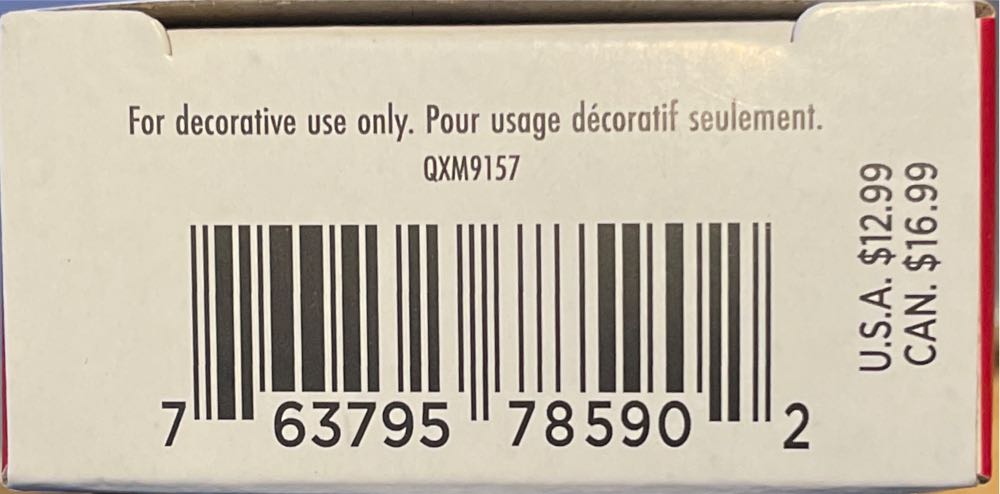 For decorative use only. Pour usage décoratif seulement.
QXM9157
7 63795 78590 2
U.S.A. $12.99
CAN. $16.99